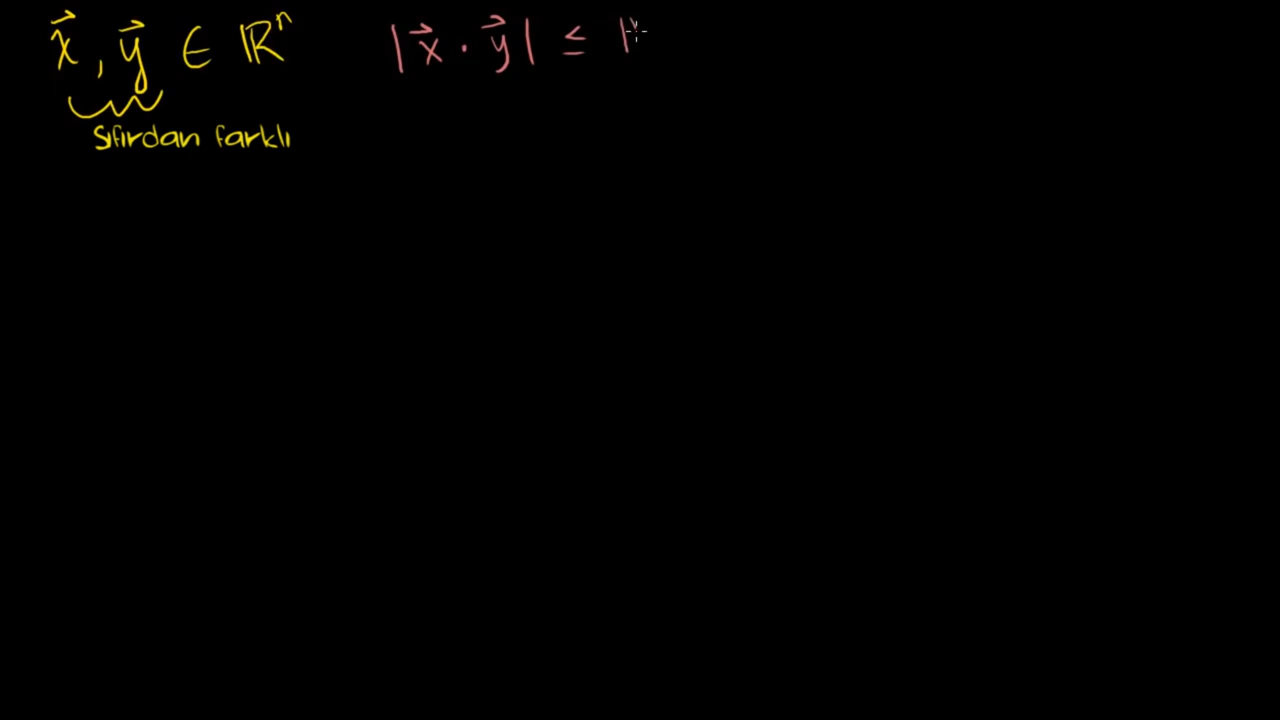 x⃗, y⃗ ∈ ℝⁿ |x⃗ · y⃗| ≤ |
Sıfırdan farklı